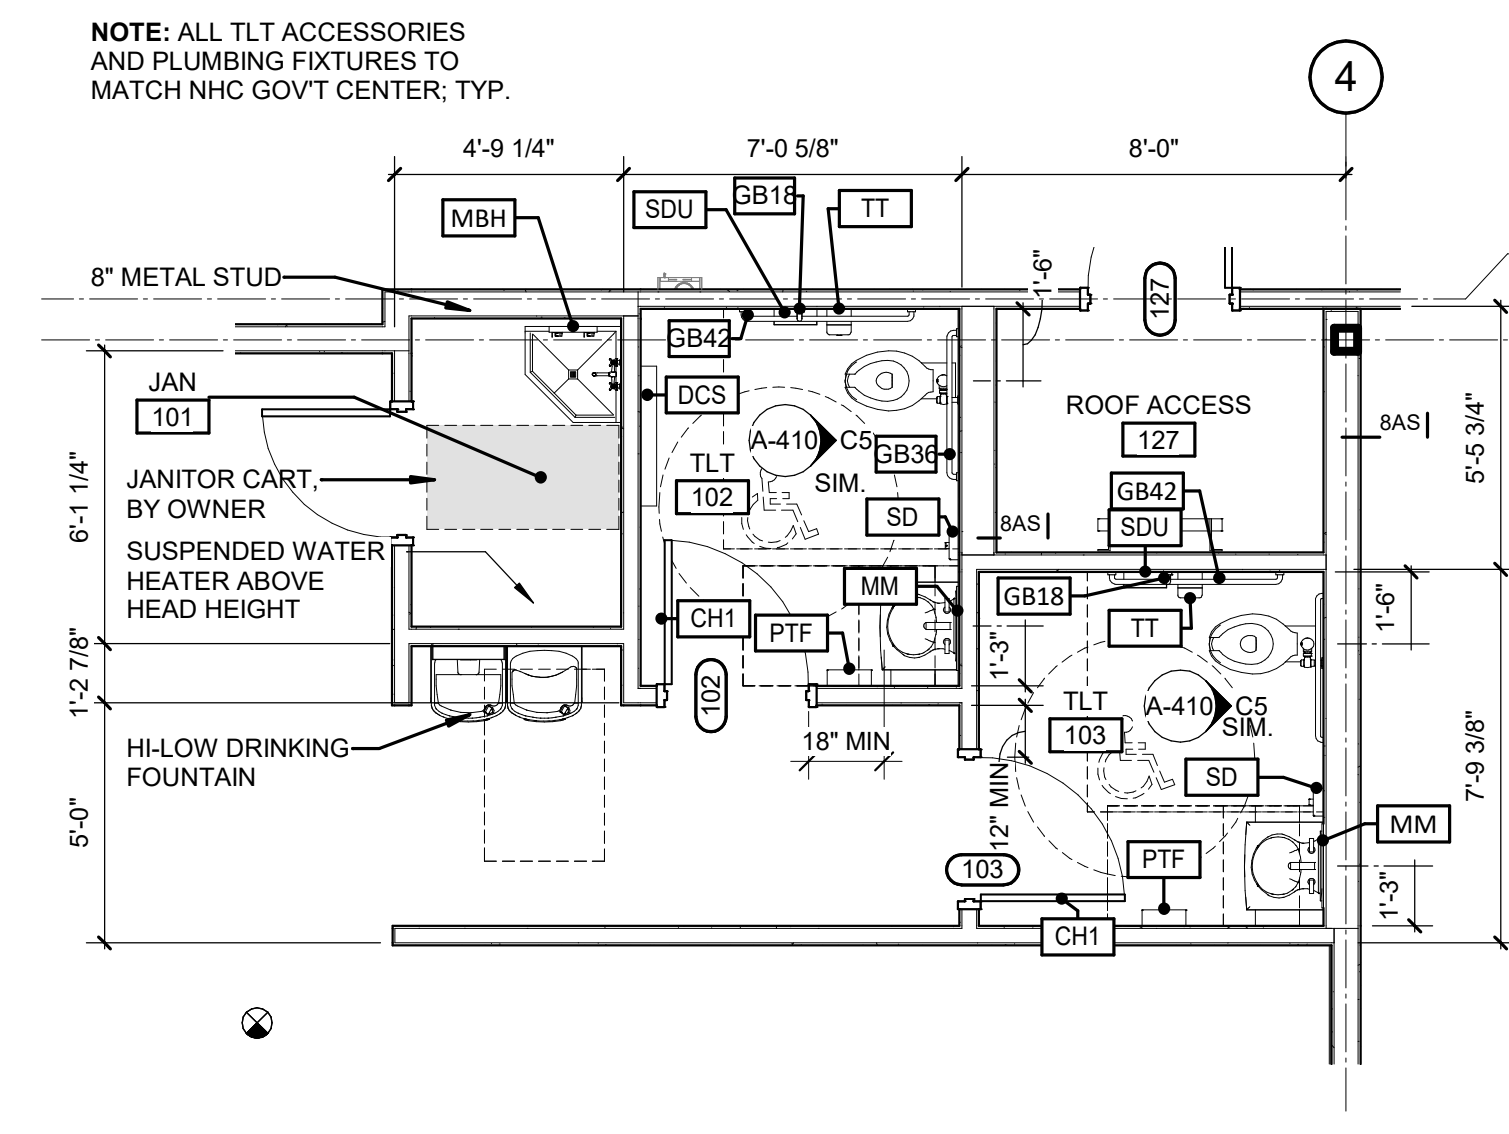 NOTE: ALL TLT ACCESSORIES
AND PLUMBING FIXTURES TO
MATCH NHC GOV'T CENTER; TYP.
4
4'-9 1/4"
7'-0 5/8"
8'-0"
MBH
SDU
GB18
TT
8" METAL STUD
1'-6"
127
GB42
JAN
101
DCS
ROOF ACCESS
127
8AS
A-410
C5
SIM.
GB36
TLT
102
JANITOR CART,
BY OWNER
6'-1 1/4"
5'-5 3/4"
GB42
SDU
SD
8AS
SUSPENDED WATER
HEATER ABOVE
HEAD HEIGHT
MM
GB18
TT
CH1
PTF
1'-6"
1'-3"
1'-2 7/8"
102
TLT
103
A-410
C5
SIM.
HI-LOW DRINKING
FOUNTAIN
18" MIN.
12" MIN
SD
7'-9 3/8"
5'-0"
MM
103
PTF
1'-3"
CH1